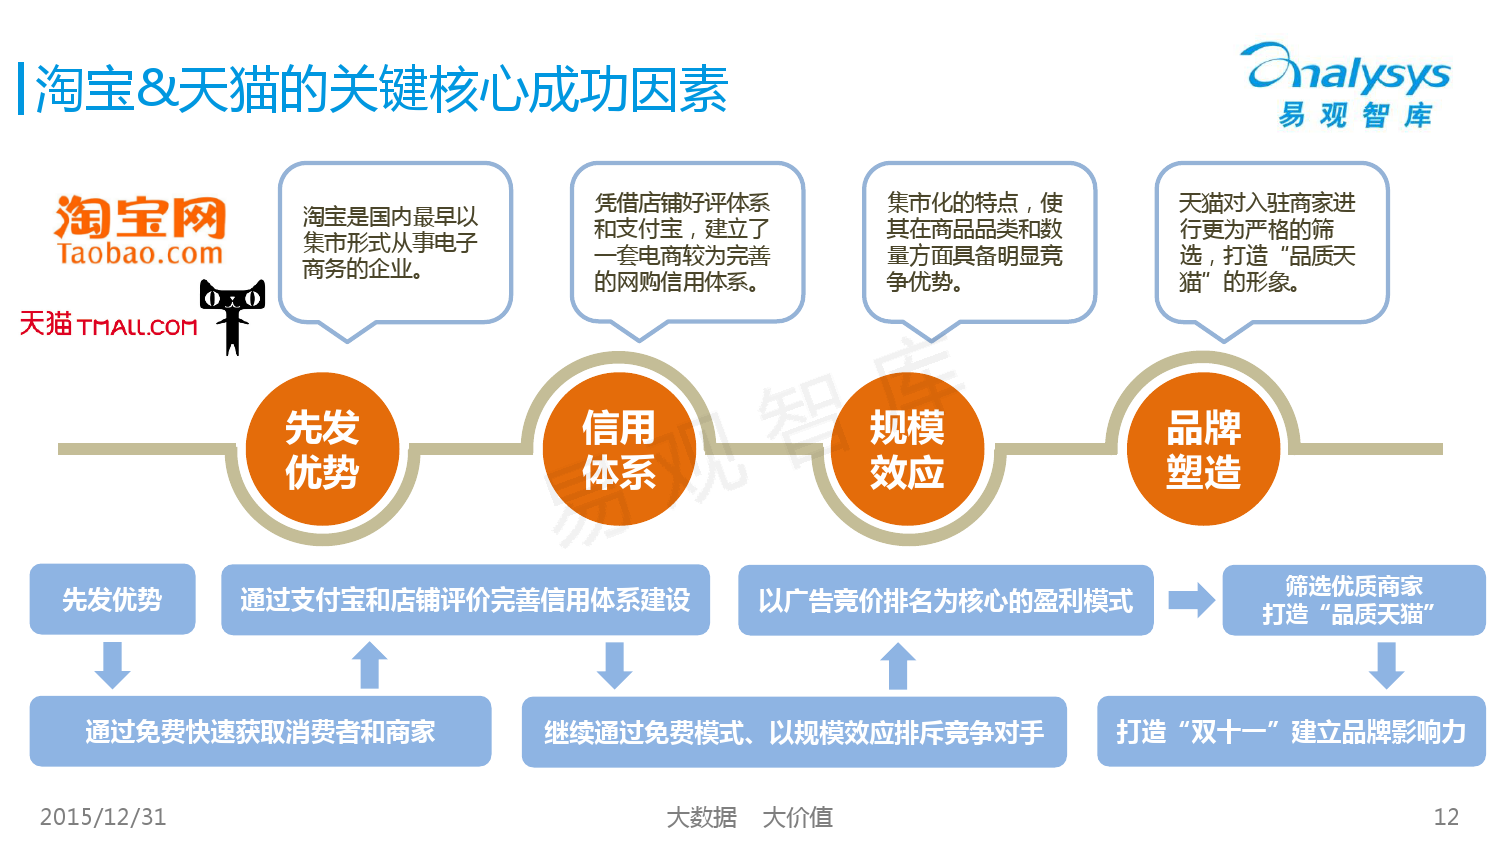 淘宝&天猫的关键核心成功因素
Analysys
易观智库
淘宝网
Taobao.com
天猫 TMALL.COM
淘宝是国内最早以
集市形式从事电子
商务的企业。
凭借店铺好评体系
和支付宝，建立了
一套电商较为完善
的网购信用体系。
集市化的特点，使
其在商品品类和数
量方面具备明显竞
争优势。
天猫对入驻商家进
行更为严格的筛
选，打造“品质天
猫”的形象。
先发
优势
信用
体系
规模
效应
品牌
塑造
易观智库
先发优势
通过支付宝和店铺评价完善信用体系建设
以广告竞价排名为核心的盈利模式
筛选优质商家
打造“品质天猫”
通过免费快速获取消费者和商家
继续通过免费模式、以规模效应排斥竞争对手
打造“双十一”建立品牌影响力
2015/12/31
大数据 大价值
12